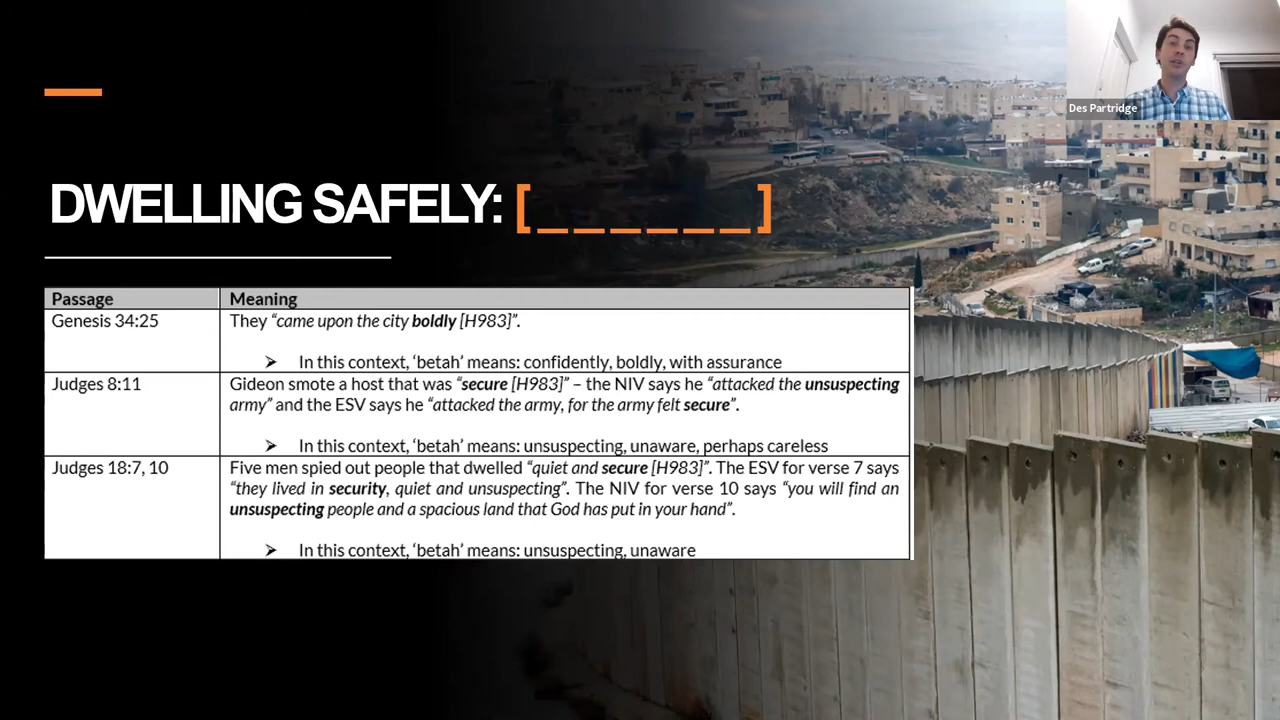 Des Partridge
DWELLING SAFELY: [______]
Passage Meaning
Genesis 34:25 They “came upon the city boldly [H983]”.
➢ In this context, ‘betah’ means: confidently, boldly, with assurance
Judges 8:11 Gideon smote a host that was “secure [H983]” – the NIV says he “attacked the unsuspecting
army” and the ESV says he “attacked the army, for the army felt secure”.
➢ In this context, ‘betah’ means: unsuspecting, unaware, perhaps careless
Judges 18:7, 10 Five men spied out people that dwelled “quiet and secure [H983]”. The ESV for verse 7 says
“they lived in security, quiet and unsuspecting”. The NIV for verse 10 says “you will find an
unsuspecting people and a spacious land that God has put in your hand”.
➢ In this context, ‘betah’ means: unsuspecting, unaware